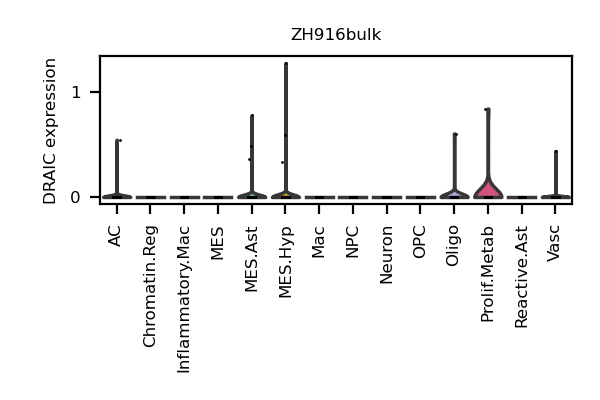 ZH916bulk
DRAIC expression
1
0
AC
Chromatin.Reg
Inflammatory.Mac
MES
MES.Ast
MES.Hyp
Mac
NPC
Neuron
OPC
Oligo
Prolif.Metab
Reactive.Ast
Vasc